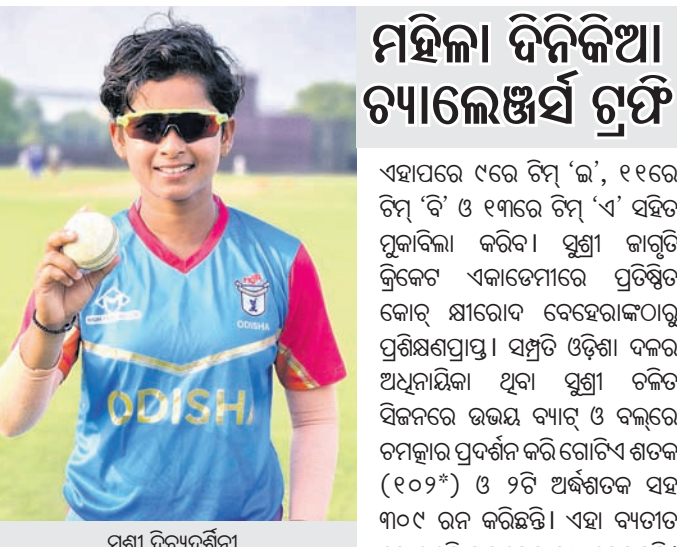 ମହିଳା ଦିନିକିଆ
ଚ୍ୟାଲେଞ୍ଜର୍ସ ଟ୍ରଫି
ଏହାପରେ ୯ରେ ଟିମ୍ ‘ଇ’, ୧୧ରେ
ଟିମ୍ ‘ବି’ ଓ ୧୩ରେ ଟିମ୍ ‘ଏ’ ସହିତ
ମୁକାବିଲା କରିବ। ସୁଶ୍ରୀ ଜାଗୃତି
କ୍ରିକେଟ ଏକାଡେମୀରେ ପ୍ରତିଷ୍ଠିତ
କୋଚ୍ କ୍ଷୀରୋଦ ବେହେରାଙ୍କଠାରୁ
ପ୍ରଶିକ୍ଷଣପ୍ରାପ୍ତ। ସମ୍ପ୍ରତି ଓଡ଼ିଶା ଦଳର
ଅଧିନାୟିକା ଥିବା ସୁଶ୍ରୀ ଚଳିତ
ସିଜନରେ ଉଭୟ ବ୍ୟାଟ୍ ଓ ବଲ୍‌ରେ
ଚମତ୍କାର ପ୍ରଦର୍ଶନ କରି ଗୋଟିଏ ଶତକ
(୧୦୨*) ଓ ୨ଟି ଅର୍ଦ୍ଧଶତକ ସହ
୩୦୯ ରନ କରିଛନ୍ତି। ଏହା ବ୍ୟତୀତ
ODISHA
ODISHA
ସୁଶ୍ରୀ ଦିବ୍ୟଦର୍ଶିନୀ